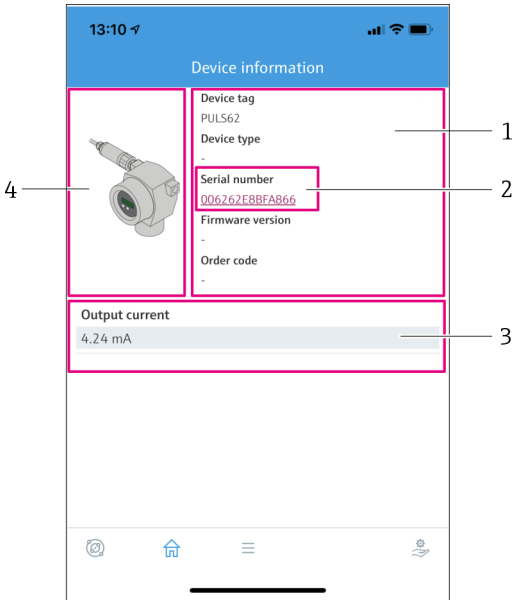 13:10
Device information
Device tag
PULS62
Device type
-
Serial number
006262E8BFA866
Firmware version
-
Order code
-
Output current
4.24 mA
1
2
3
4